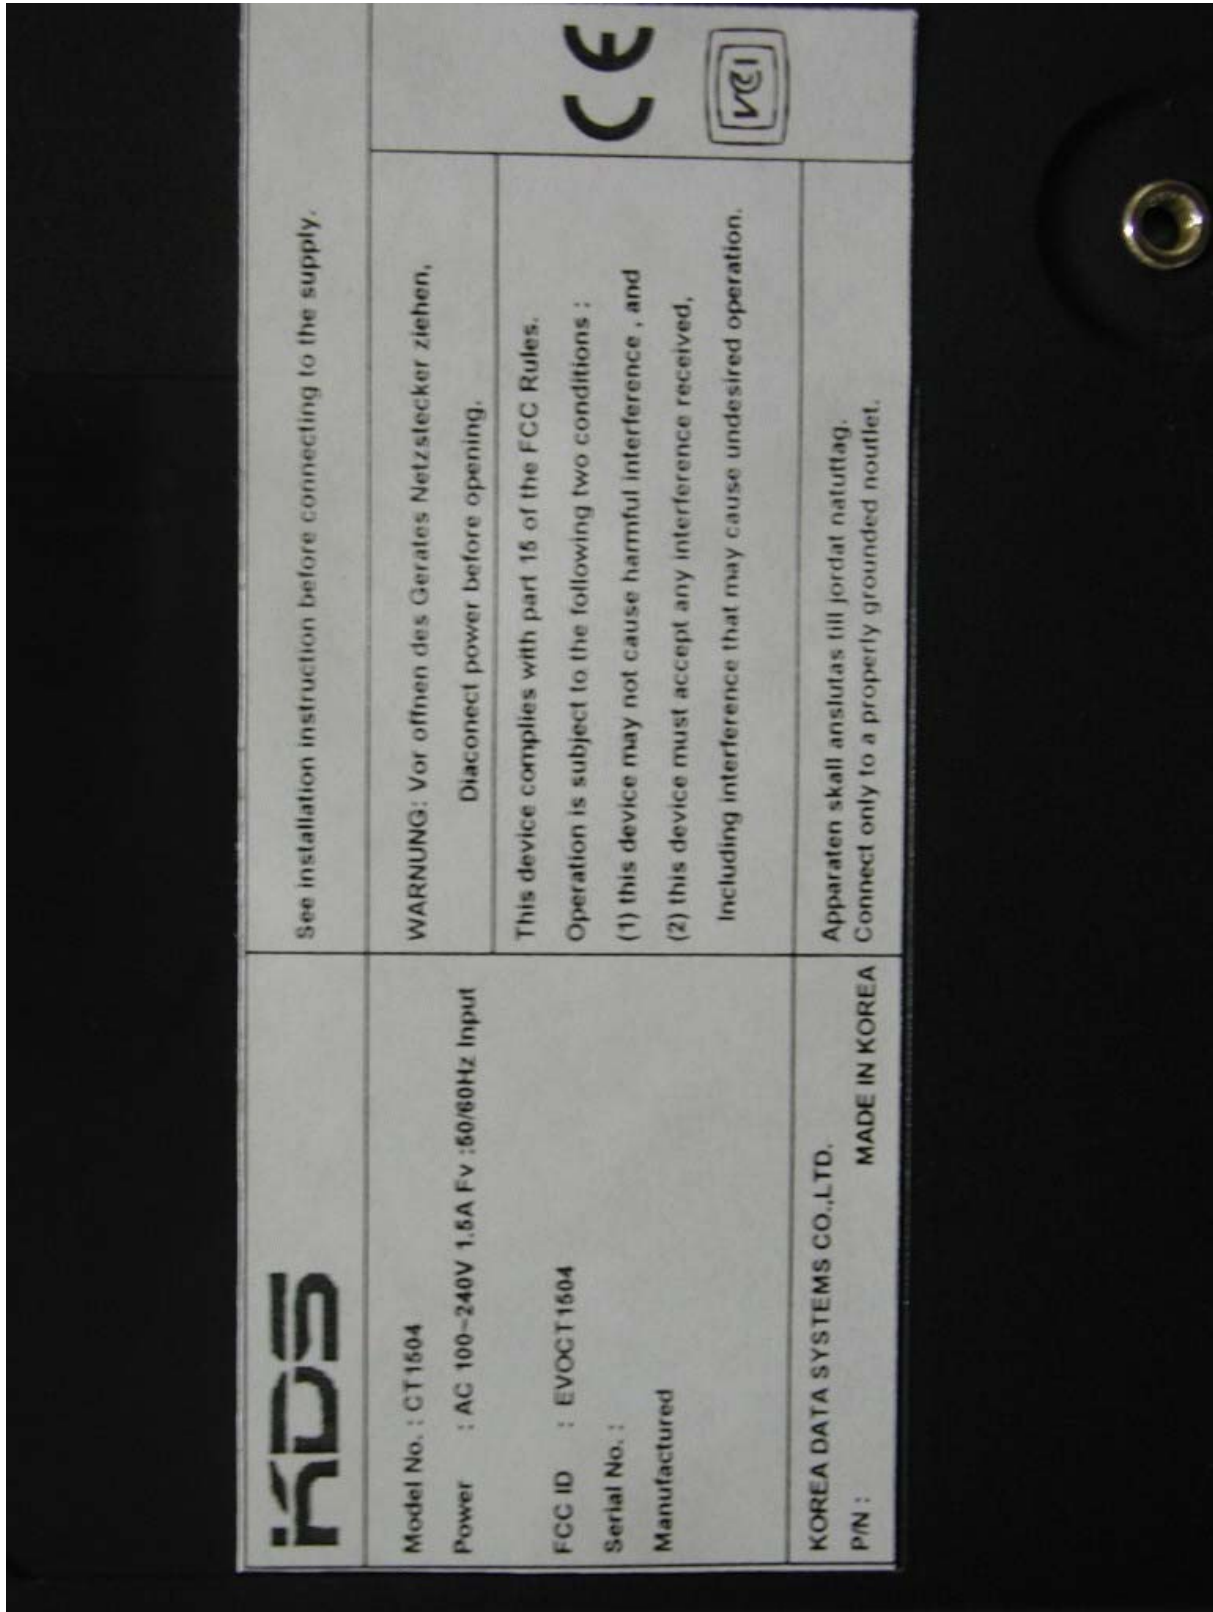 KDS
See installation instruction before connecting to the supply.
Model No. : CT1504
Power : AC 100~240V 1.5A Fv :50/60Hz Input
FCC ID : EVOCT1504
Serial No. :
Manufactured
WARNUNG: Vor offnen des Gerates Netzstecker ziehen,
Diaconect power before opening.
This device complies with part 15 of the FCC Rules.
Operation is subject to the following two conditions :
(1) this device may not cause harmful interference , and
(2) this device must accept any interference received,
Including interference that may cause undesired operation.
CE
VCCI
KOREA DATA SYSTEMS CO.,LTD.
P/N : MADE IN KOREA
Apparaten skall anslutas till jordat natuttag.
Connect only to a properly grounded noutlet.